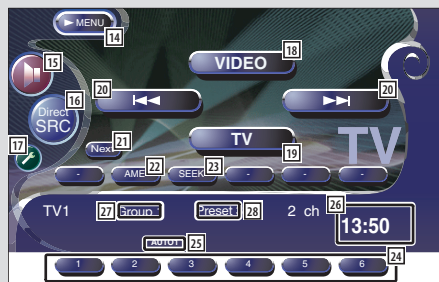 MENU
14
15
VIDEO
18
16
Direct
SRC
20
20
17
Next
21
TV
19
TV
22
23
-
AME
SEEK
-
-
-
TV1
27
Group
Preset
28
2 ch
26
13:50
AUTO1
25
24
1
2
3
4
5
6